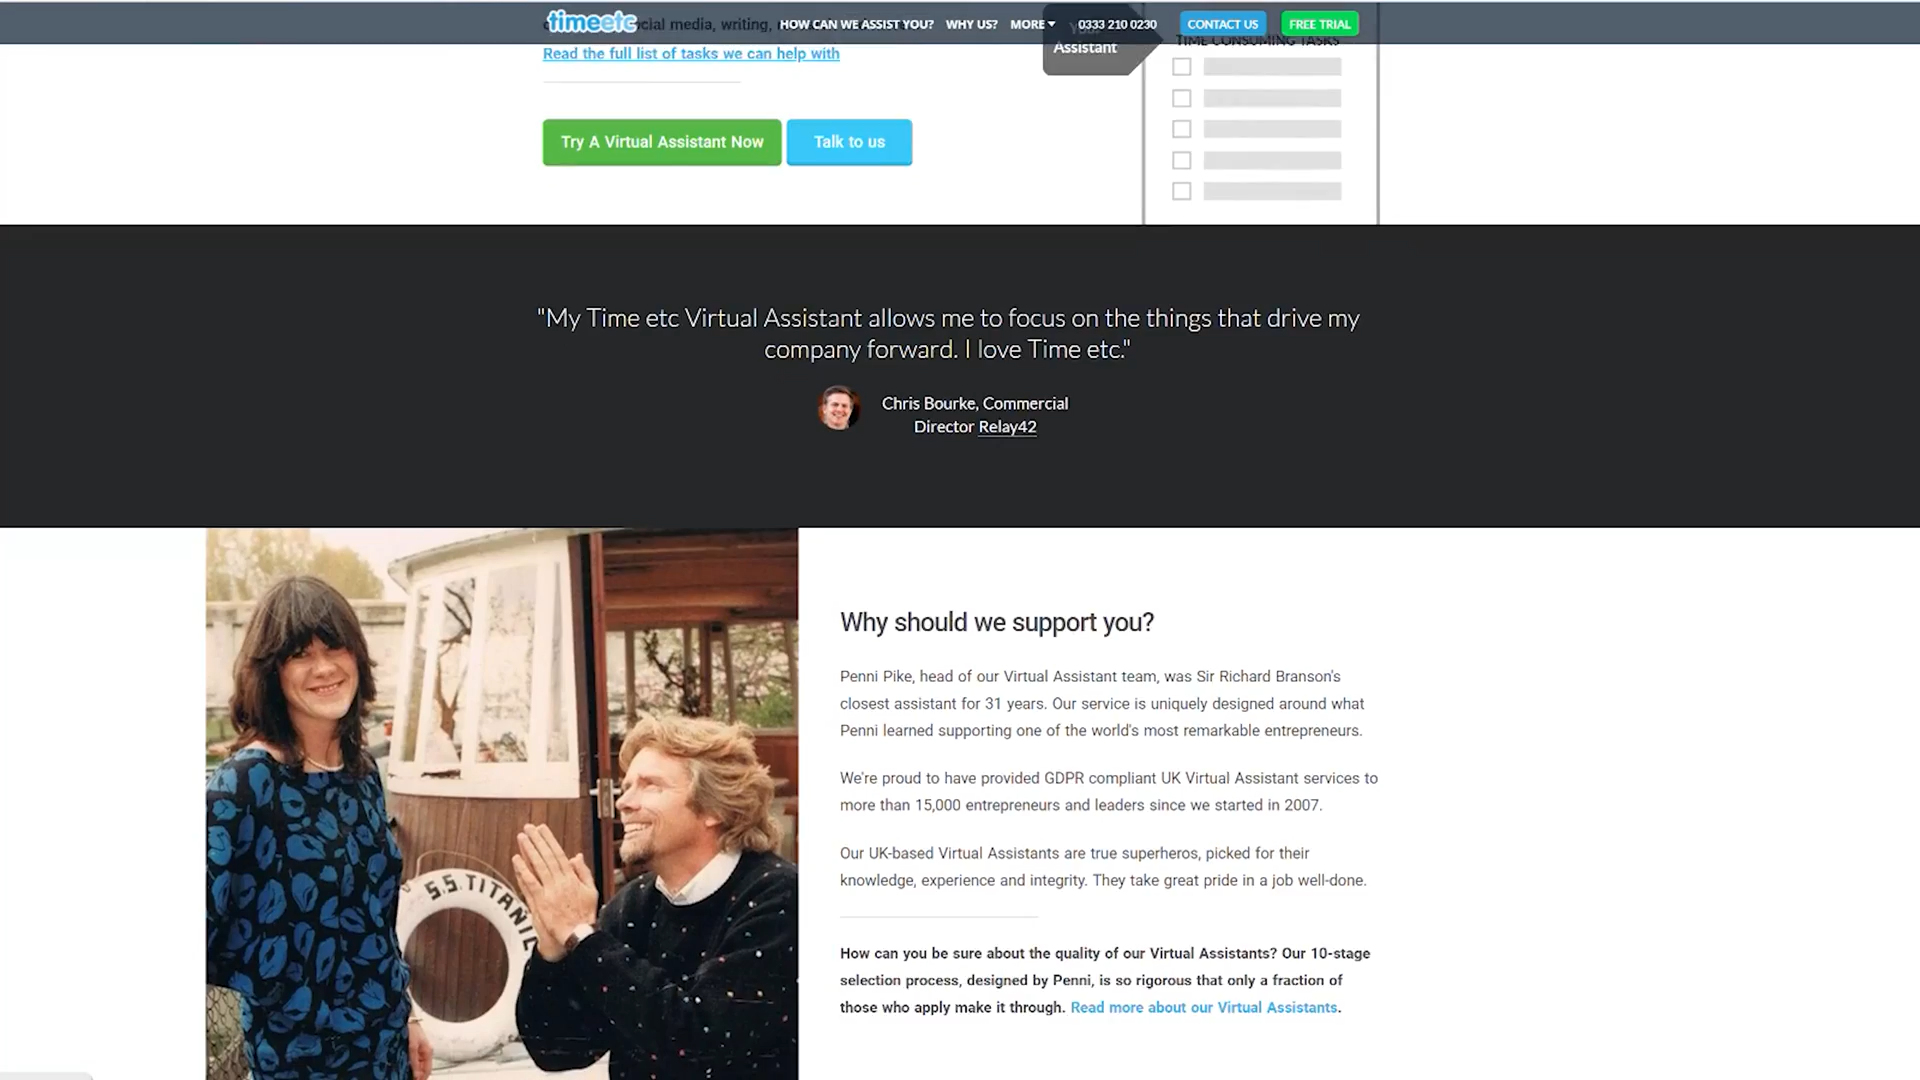 timeetc
cial media, writing,
HOW CAN WE ASSIST YOU?
WHY US?
MORE
0333 210 0230
CONTACT US
FREE TRIAL
Read the full list of tasks we can help with
Your
Assistant
TIME-CONSUMING TASKS
Try A Virtual Assistant Now
Talk to us
"My Time etc Virtual Assistant allows me to focus on the things that drive my
company forward. I love Time etc."
Chris Bourke, Commercial
Director Relay42
S.S.TITANIC
Why should we support you?
Penni Pike, head of our Virtual Assistant team, was Sir Richard Branson's
closest assistant for 31 years. Our service is uniquely designed around what
Penni learned supporting one of the world's most remarkable entrepreneurs.
We're proud to have provided GDPR compliant UK Virtual Assistant services to
more than 15,000 entrepreneurs and leaders since we started in 2007.
Our UK-based Virtual Assistants are true superheros, picked for their
knowledge, experience and integrity. They take great pride in a job well-done.
How can you be sure about the quality of our Virtual Assistants? Our 10-stage
selection process, designed by Penni, is so rigorous that only a fraction of
those who apply make it through. Read more about our Virtual Assistants.